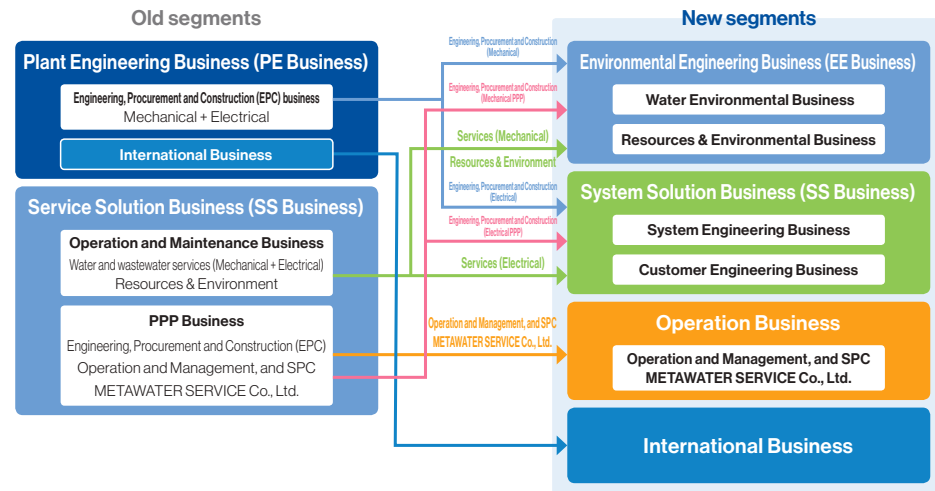 Old segments
Plant Engineering Business (PE Business)
Engineering, Procurement and Construction (EPC) business
Mechanical + Electrical
International Business
Service Solution Business (SS Business)
Operation and Maintenance Business
Water and wastewater services (Mechanical + Electrical)
Resources & Environment
PPP Business
Engineering, Procurement and Construction (EPC)
Operation and Management, and SPC
METAWATER SERVICE Co., Ltd.
Engineering, Procurement and Construction
(Mechanical)
Engineering, Procurement and Construction
(Mechanical PPP)
Services (Mechanical)
Resources & Environment
Engineering, Procurement and Construction
(Electrical)
Engineering, Procurement and Construction
(Electrical PPP)
Services (Electrical)
Operation and Management, and SPC
METAWATER SERVICE Co., Ltd.
New segments
Environmental Engineering Business (EE Business)
Water Environmental Business
Resources & Environmental Business
System Solution Business (SS Business)
System Engineering Business
Customer Engineering Business
Operation Business
Operation and Management, and SPC
METAWATER SERVICE Co., Ltd.
International Business